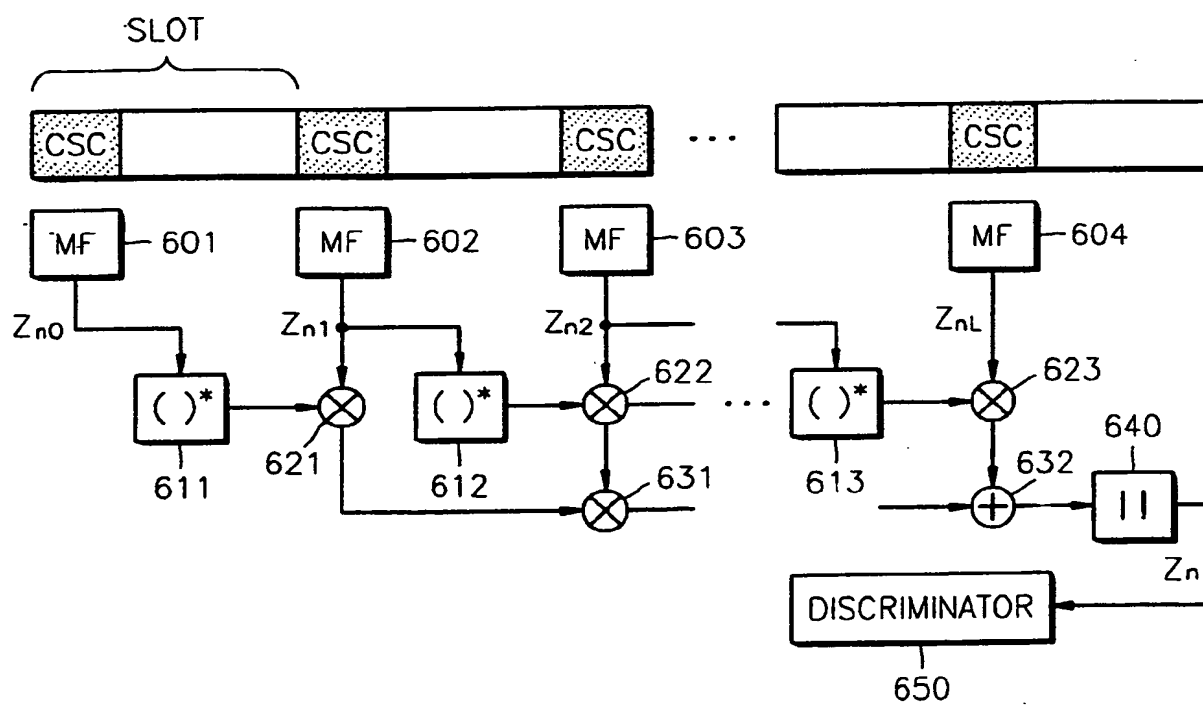 SLOT
CSC CSC CSC ... CSC
MF 601 MF 602 MF 603 MF 604
Zn0 Zn1 Zn2 ZnL
( )* ( )* 622 ... ( )* 623
611 621 612 631 613 632 640
| |
Zn
DISCRIMINATOR
650